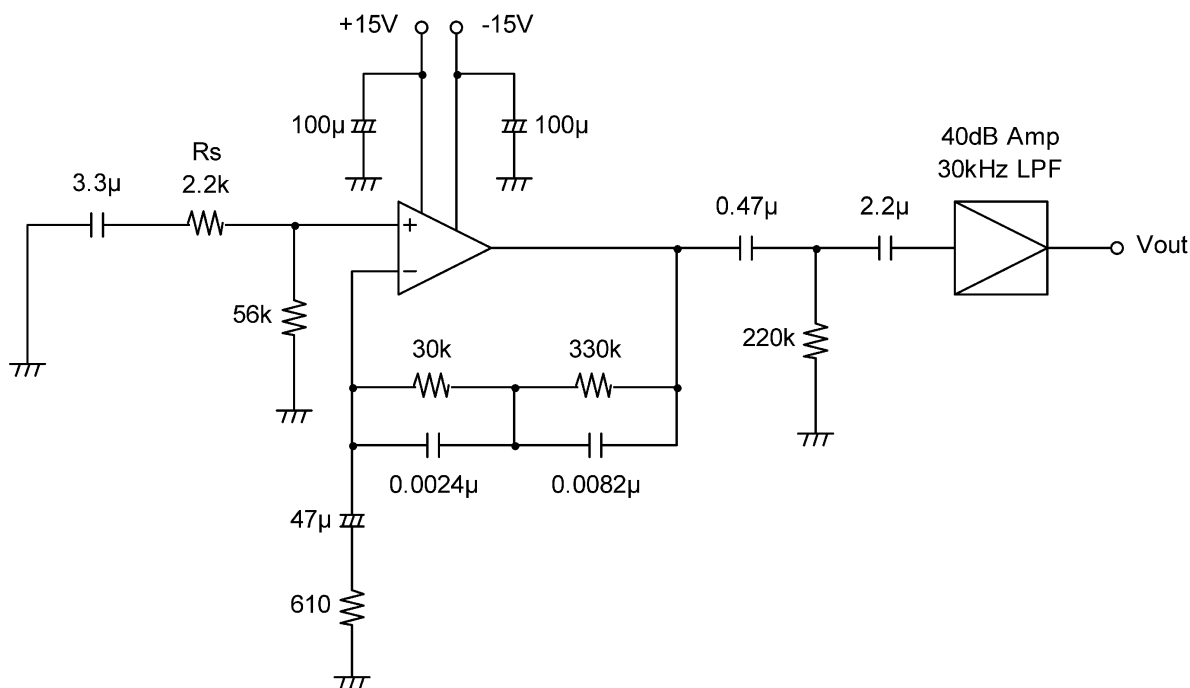 +15V
-15V
100µ
100µ
40dB Amp
30kHz LPF
Rs
2.2k
3.3µ
0.47µ
2.2µ
+
−
Vout
56k
220k
30k
330k
0.0024µ
0.0082µ
47µ
610